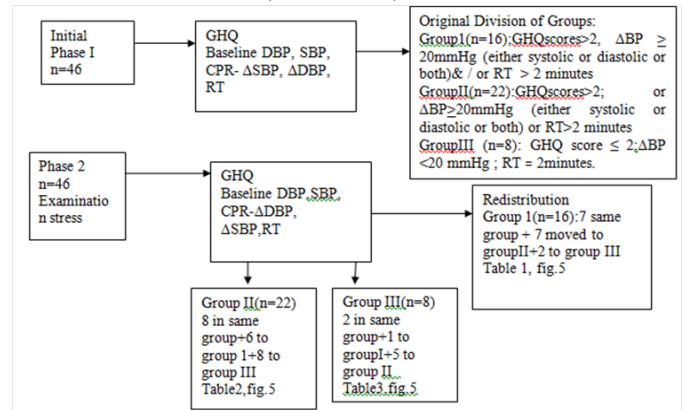 Initial
Phase I
n=46
GHQ
Baseline DBP, SBP,
CPR- ΔSBP, ΔDBP,
RT
Original Division of Groups:
Group1(n=16):GHQscores>2, ΔBP ≥
20mmHg (either systolic or diastolic or
both)& / or RT > 2 minutes
GroupII(n=22):GHQscores>2; or
ΔBP≥20mmHg (either systolic or
diastolic or both) or RT>2 minutes
GroupIII (n=8): GHQ score ≤ 2;ΔBP
<20 mmHg ; RT = 2minutes.
Phase 2
n=46
Examinatio
n stress
GHQ
Baseline DBP,SBP,
CPR-ΔDBP,
ΔSBP,RT
Redistribution
Group 1(n=16):7 same
group + 7 moved to
groupII+2 to group III
Table 1, fig.5
Group II(n=22)
8 in same
group+6 to
group 1+8 to
group III
Table2,fig.5
Group III(n=8)
2 in same
group+1 to
groupI+5 to
group II
Table3,fig.5